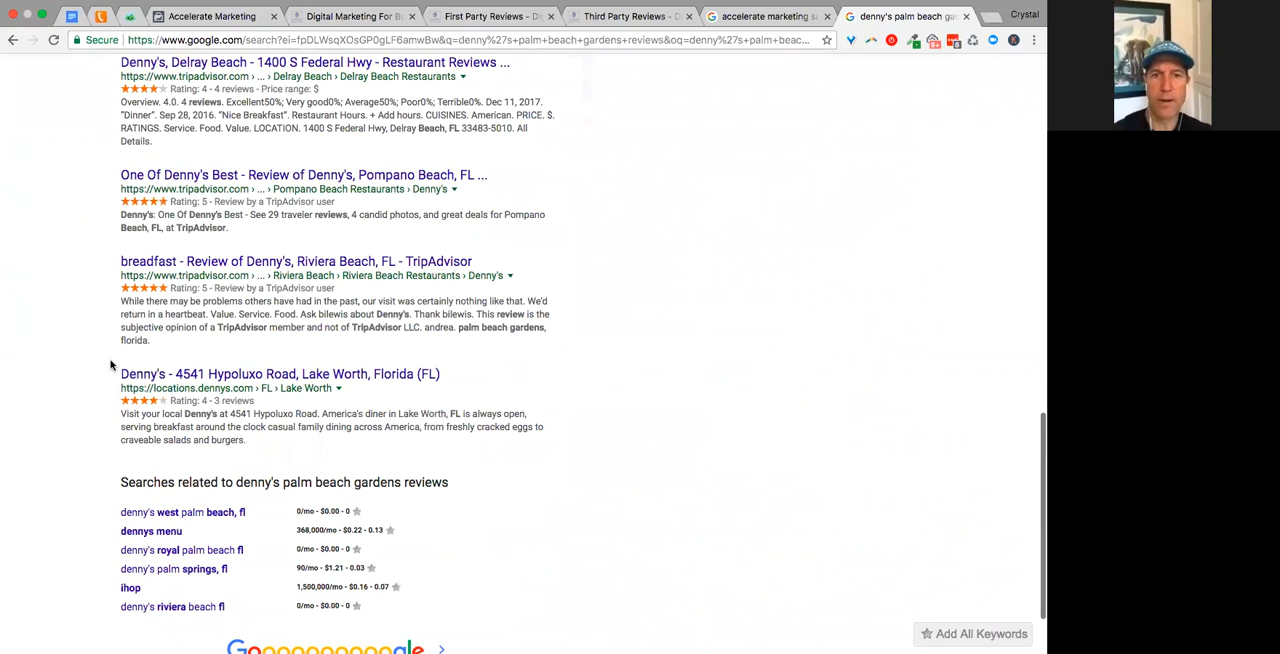 Accelerate Marketing
Digital Marketing For B
First Party Reviews - Di
Third Party Reviews - Di
accelerate marketing s
denny's palm beach ga
Crystal
Secure https://www.google.com/search?ei=fpDLWsqXOsGP0gLF6amwBw&q=denny%27s+palm+beach+gardens+reviews&oq=denny%27s+palm+beac...
Denny's, Delray Beach - 1400 S Federal Hwy - Restaurant Reviews ...
https://www.tripadvisor.com › ... › Delray Beach › Delray Beach Restaurants
Rating: 4 - 4 reviews - Price range: $
Overview. 4.0. 4 reviews. Excellent50%; Very good0%; Average50%; Poor0%; Terrible0%. Dec 11, 2017.
"Dinner". Sep 28, 2016. "Nice Breakfast". Restaurant Hours. + Add hours. CUISINES. American. PRICE. $.
RATINGS. Service. Food. Value. LOCATION. 1400 S Federal Hwy, Delray Beach, FL 33483-5010. All
Details.
One Of Denny's Best - Review of Denny's, Pompano Beach, FL ...
https://www.tripadvisor.com › ... › Pompano Beach Restaurants › Denny's
Rating: 5 - Review by a TripAdvisor user
Denny's: One Of Denny's Best - See 29 traveler reviews, 4 candid photos, and great deals for Pompano
Beach, FL, at TripAdvisor.
breakfast - Review of Denny's, Riviera Beach, FL - TripAdvisor
https://www.tripadvisor.com › ... › Riviera Beach › Riviera Beach Restaurants › Denny's
Rating: 5 - Review by a TripAdvisor user
While there may be problems others have had in the past, our visit was certainly nothing like that. We'd
return in a heartbeat. Value. Service. Food. Ask bilewis about Denny's. Thank bilewis. This review is the
subjective opinion of a TripAdvisor member and not of TripAdvisor LLC. andrea. palm beach gardens,
florida.
Denny's - 4541 Hypoluxo Road, Lake Worth, Florida (FL)
https://locations.dennys.com › FL › Lake Worth
Rating: 4 - 3 reviews
Visit your local Denny's at 4541 Hypoluxo Road. America's diner in Lake Worth, FL is always open,
serving breakfast around the clock casual family dining across America, from freshly cracked eggs to
craveable salads and burgers.
Searches related to denny's palm beach gardens reviews
denny's west palm beach, fl 0/mo - $0.00 - 0
dennys menu 368,000/mo - $0.22 - 0.13
denny's royal palm beach fl 0/mo - $0.00 - 0
denny's palm springs, fl 90/mo - $1.21 - 0.03
ihop 1,500,000/mo - $0.16 - 0.07
denny's riviera beach fl 0/mo - $0.00 - 0
Add All Keywords
Goooooooooogle